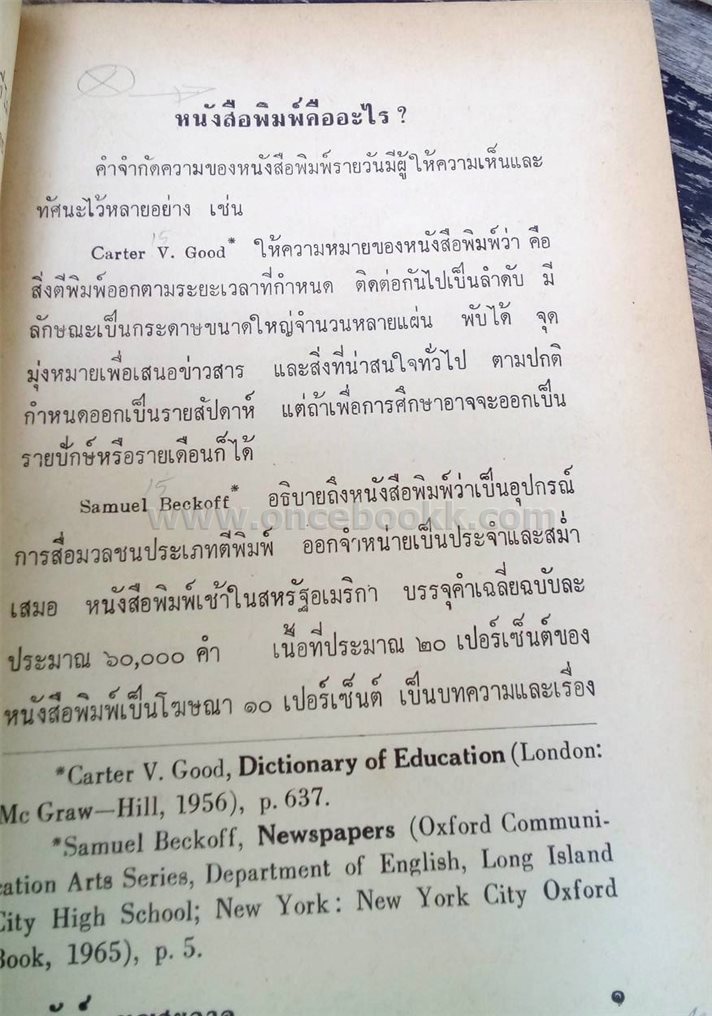 หนังสือพิมพ์คืออะไร ?
คำจำกัดความของหนังสือพิมพ์รายวันมีผู้ให้ความเห็นและ
ทัศนะไว้หลายอย่าง เช่น
15
Carter V. Good* ให้ความหมายของหนังสือพิมพ์ว่า คือ
สิ่งตีพิมพ์ออกตามระยะเวลาที่กำหนด ติดต่อกันไปเป็นลำดับ มี
ลักษณะเป็นกระดาษขนาดใหญ่จำนวนหลายแผ่น พับได้ จุด
มุ่งหมายเพื่อเสนอข่าวสาร และสิ่งที่น่าสนใจทั่วไป ตามปกติ
กำหนดออกเป็นรายสัปดาห์ แต่ถ้าเพื่อการศึกษาอาจจะออกเป็น
รายปักษ์หรือรายเดือนก็ได้
15
Samuel Beckoff* อธิบายถึงหนังสือพิมพ์ว่าเป็นอุปกรณ์
www.oncebookk.com
การสื่อมวลชนประเภทตีพิมพ์ ออกจำหน่ายเป็นประจำและสม่ำ
เสมอ หนังสือพิมพ์เช้าในสหรัฐอเมริกา บรรจุคำเฉลี่ยฉบับละ
ประมาณ ๖๐,๐๐๐ คำ เนื้อที่ประมาณ ๒๐ เปอร์เซ็นต์ของ
หนังสือพิมพ์เป็นโฆษณา ๑๐ เปอร์เซ็นต์ เป็นบทความและเรื่อง
*Carter V. Good, Dictionary of Education (London:
Mc Graw—Hill, 1956), p. 637.
*Samuel Beckoff, Newspapers (Oxford Communi-
cation Arts Series, Department of English, Long Island
City High School; New York: New York City Oxford
Book, 1965), p. 5.
๑